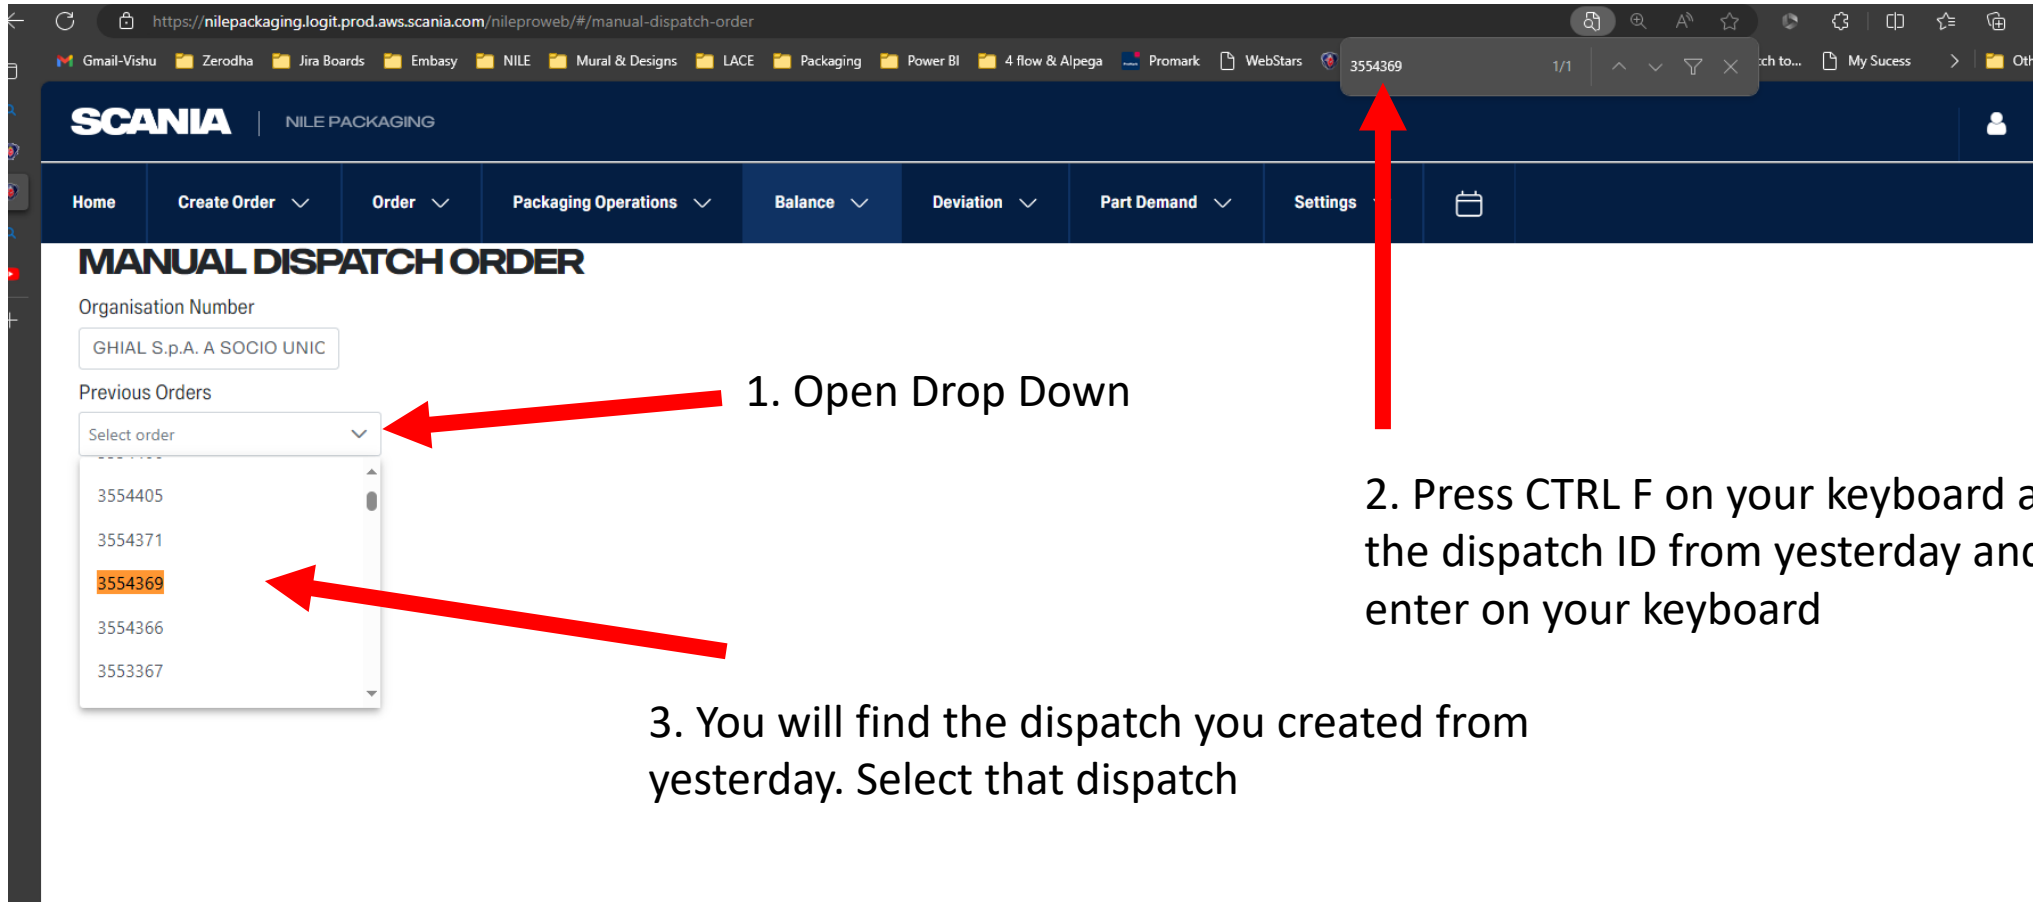 https://nilepackaging.logit.prod.aws.scania.com/nileproweb/#/manual-dispatch-order
Gmail-Vishu Zerodha Jira Boards Embasy NILE Mural & Designs LACE Packaging Power BI 4 flow & Alpega Promark WebStars ch to... My Sucess Oth
3554369 1/1
SCANIA NILE PACKAGING
Home Create Order Order Packaging Operations Balance Deviation Part Demand Settings
MANUAL DISPATCH ORDER
Organisation Number
GHIAL S.p.A. A SOCIO UNIC
Previous Orders
Select order
3554405
3554371
3554369
3554366
3553367
1. Open Drop Down
2. Press CTRL F on your keyboard a
the dispatch ID from yesterday and
enter on your keyboard
3. You will find the dispatch you created from
yesterday. Select that dispatch